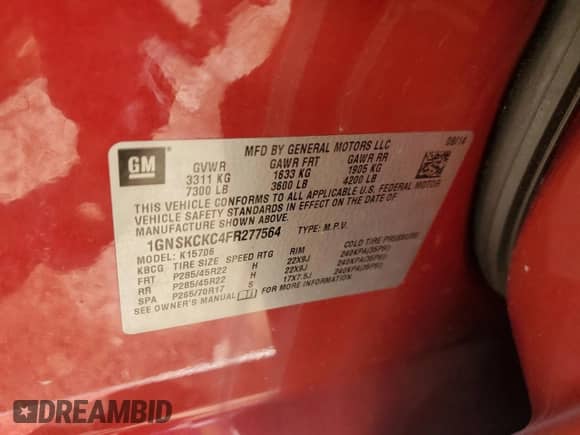 GM
MFD BY GENERAL MOTORS LLC
08/14
GVWR GAWR FRT GAWR RR
3311 KG 1633 KG 1905 KG
7300 LB 3600 LB 4200 LB
THIS VEHICLE CONFORMS TO ALL APPLICABLE U.S. FEDERAL MOTOR
VEHICLE SAFETY STANDARDS IN EFFECT ON THE DATE OF
MANUFACTURE SHOWN ABOVE.
1GNSKCKC4FR277564 TYPE: M.P.V.
MODEL: K15706
KBCG TIRE SIZE SPEED RTG RIM COLD TIRE PRESSURE
FRT P285/45R22 H 22X9J 240KPA(35PSI)
RR P285/45R22 H 22X9J 240KPA(35PSI)
SPA P265/70R17 S 17X7.5J 240KPA(35PSI)
SEE OWNER'S MANUAL FOR MORE INFORMATION
DREAMBID